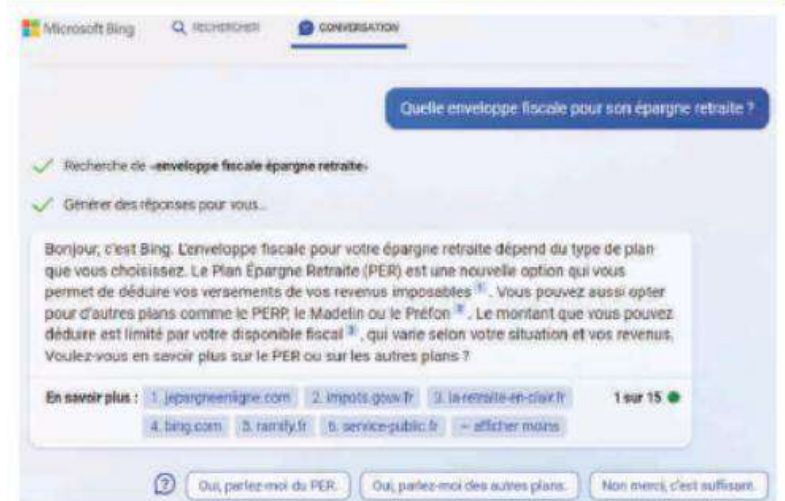 Microsoft Bing RECHERCHER CONVERSATION
Quelle enveloppe fiscale pour son épargne retraite ?
Recherche de «enveloppe fiscale épargne retraite»
Générer des réponses pour vous...
Bonjour, c'est Bing. L'enveloppe fiscale pour votre épargne retraite dépend du type de plan
que vous choisissez. Le Plan Épargne Retraite (PER) est une nouvelle option qui vous
permet de déduire vos versements de vos revenus imposables 1 . Vous pouvez aussi opter
pour d'autres plans comme le PERP, le Madelin ou le Préfon 2 . Le montant que vous pouvez
déduire est limité par votre disponible fiscal 3 , qui varie selon votre situation et vos revenus.
Voulez-vous en savoir plus sur le PER ou sur les autres plans ?
En savoir plus : 1. jepargneenligne.com 2. impots.gouv.fr 3. la-retraite-en-clair.fr 1 sur 15
4. bing.com 5. ramify.fr 6. service-public.fr – afficher moins
Oui, parlez-moi du PER. Oui, parlez-moi des autres plans. Non merci, c'est suffisant.